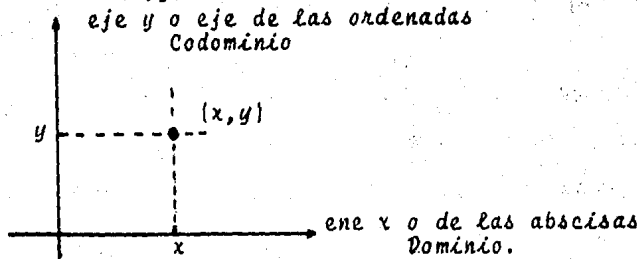 eje y o eje de las ordenadas
Codominio
(x,y)
y
ene x o de las abscisas
x
Dominio.